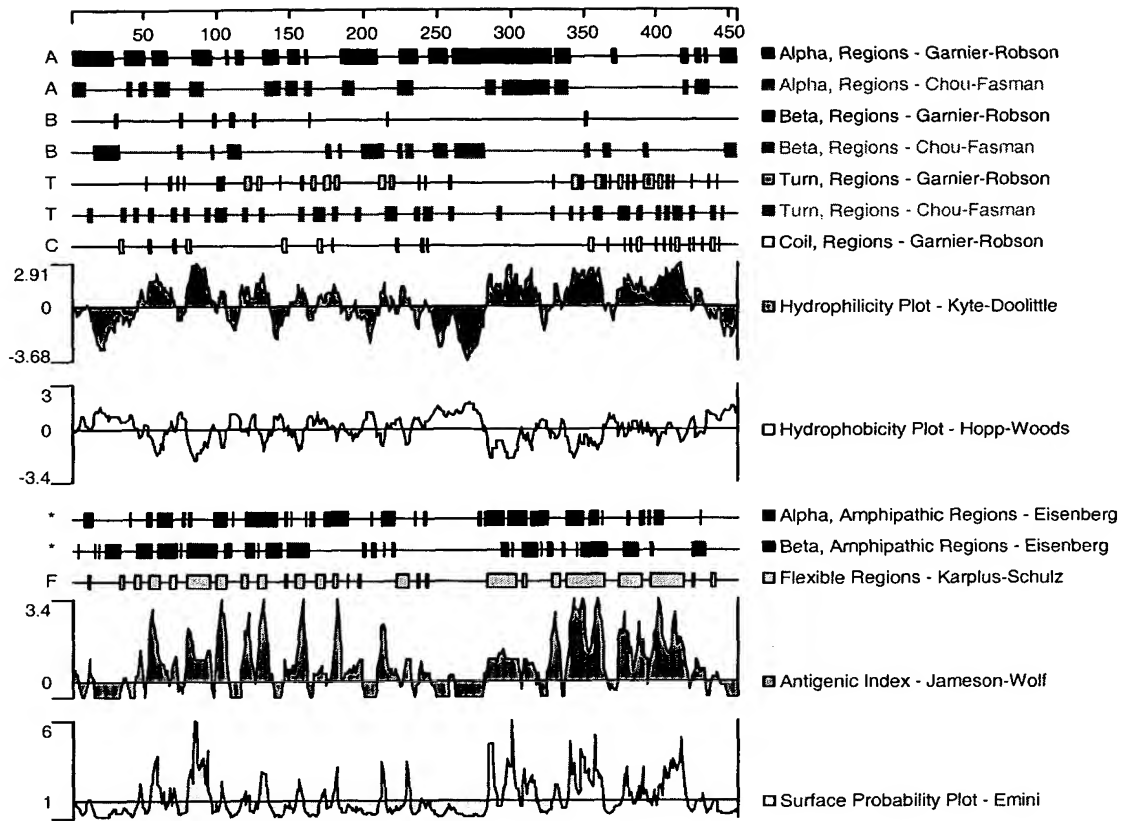 50 100 150 200 250 300 350 400 450
A Alpha, Regions - Garnier-Robson
A Alpha, Regions - Chou-Fasman
B Beta, Regions - Garnier-Robson
B Beta, Regions - Chou-Fasman
T Turn, Regions - Garnier-Robson
T Turn, Regions - Chou-Fasman
C Coil, Regions - Garnier-Robson
2.91
0 Hydrophilicity Plot - Kyte-Doolittle
-3.68
3
0 Hydrophobicity Plot - Hopp-Woods
-3.4
* Alpha, Amphipathic Regions - Eisenberg
* Beta, Amphipathic Regions - Eisenberg
F Flexible Regions - Karplus-Schulz
3.4
0 Antigenic Index - Jameson-Wolf
6
1 Surface Probability Plot - Emini